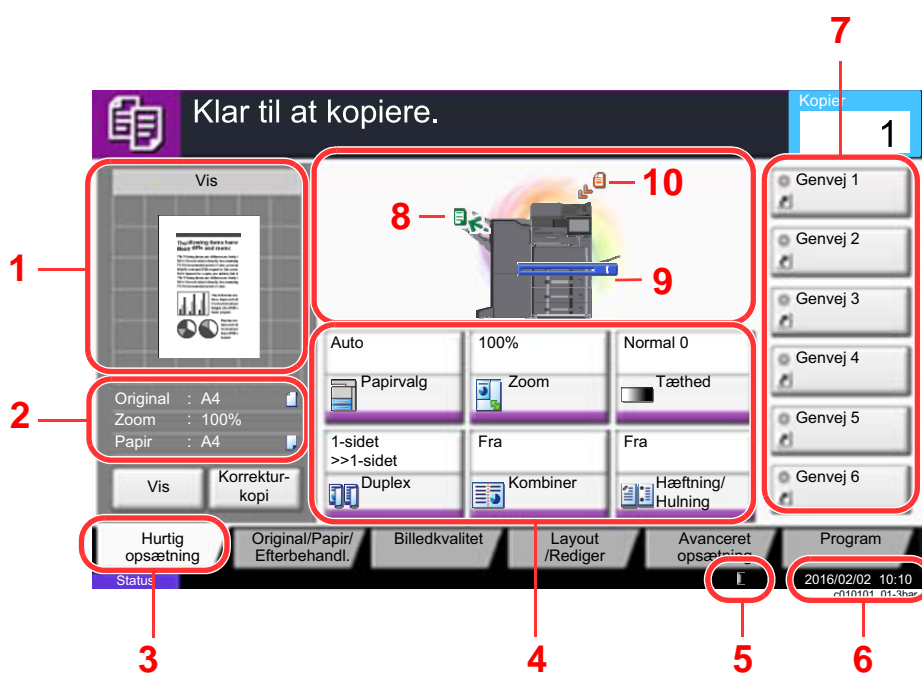 7
Klar til at kopiere.
Kopier
1
Vis
1
8
10
9
Genvej 1
Genvej 2
Genvej 3
Genvej 4
Genvej 5
Genvej 6
2
Original : A4
Zoom : 100%
Papir : A4
Auto
Papirvalg
100%
Zoom
Normal 0
Tæthed
1-sidet
>>1-sidet
Duplex
Fra
Kombiner
Fra
Hæftning/
Hulning
Vis
Korrektur-
kopi
Hurtig
opsætning
Original/Papir/
Efterbehandl.
Billedkvalitet
Layout
/Rediger
Avanceret
opsætning
Program
Status
2016/02/02 10:10
c010101_01-3bar
3
4
5
6